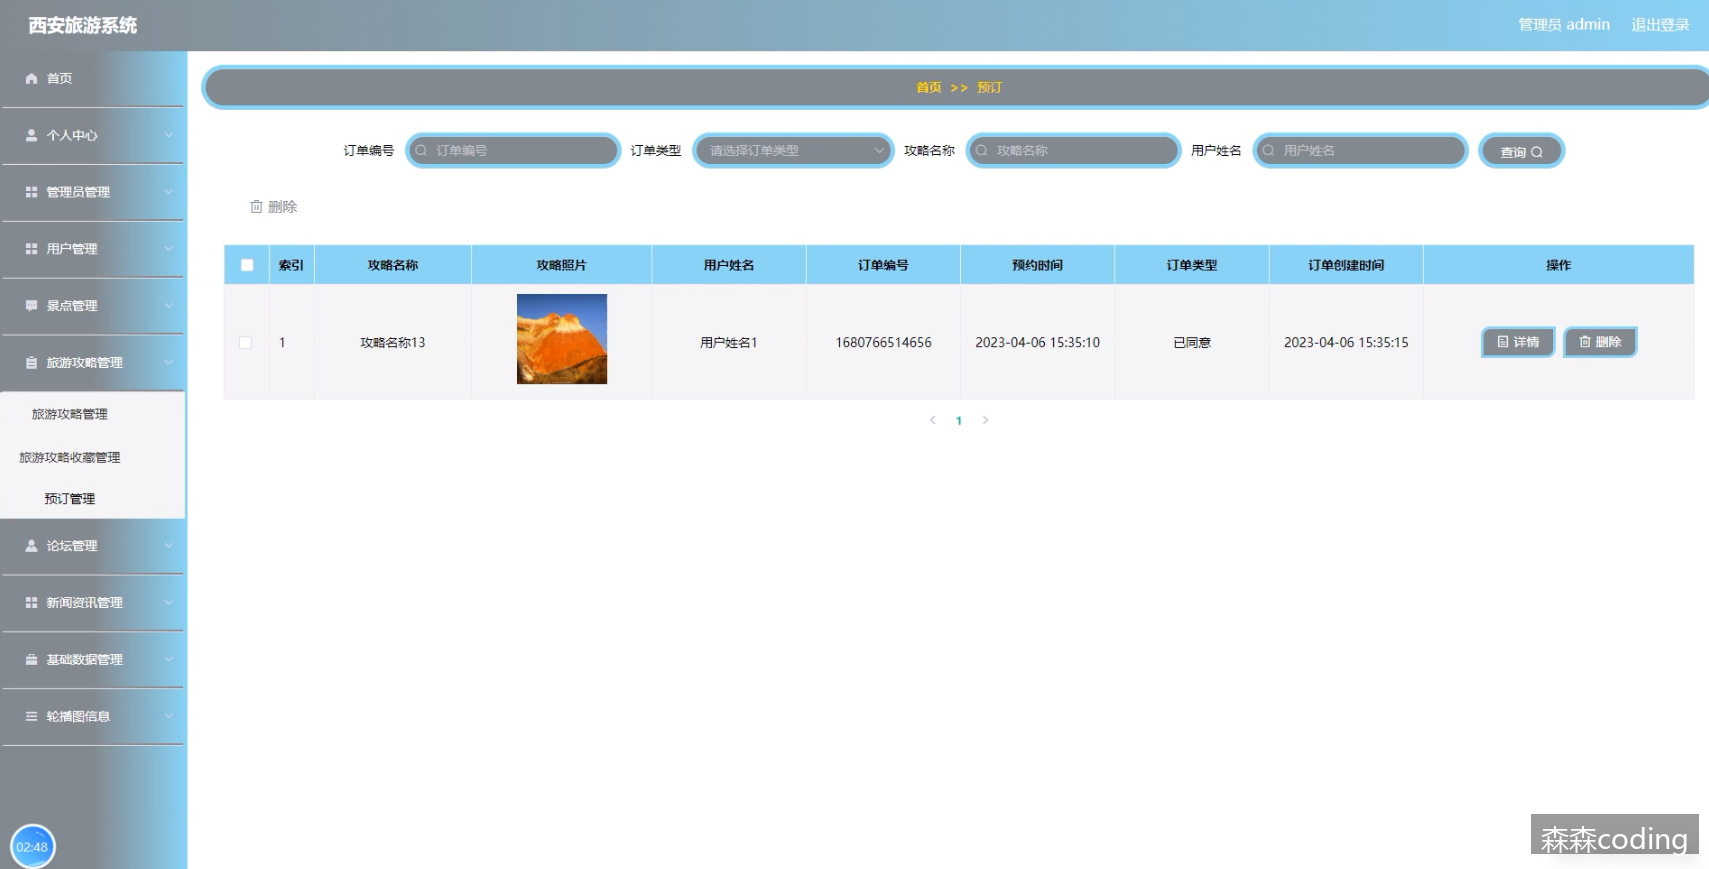 西安旅游系统
管理员 admin
退出登录
首页
个人中心
管理员管理
用户管理
景点管理
旅游攻略管理
旅游攻略管理
旅游攻略收藏管理
预订管理
论坛管理
新闻资讯管理
基础数据管理
轮播图信息
02:48
首页 >> 预订
订单编号 订单编号 订单类型 请选择订单类型 攻略名称 攻略名称 用户姓名 用户姓名 查询
删除
索引 攻略名称 攻略照片 用户姓名 订单编号 预约时间 订单类型 订单创建时间 操作
1 攻略名称13 用户姓名1 1680766514656 2023-04-06 15:35:10 已同意 2023-04-06 15:35:15 详情 删除
1
森森coding